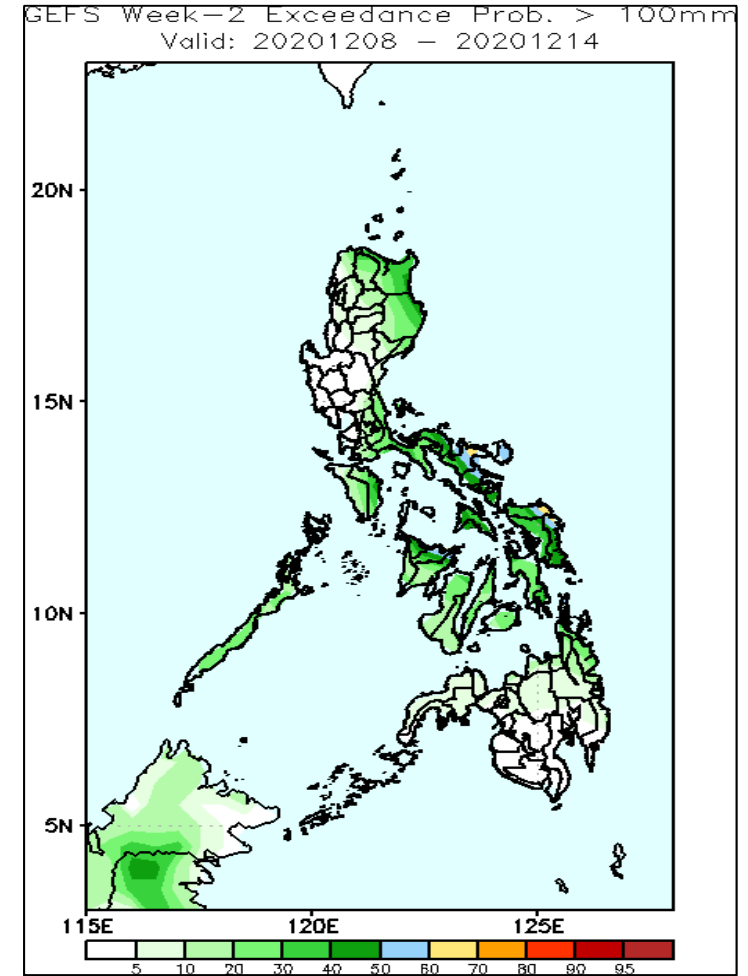 GEFS Week-2 Exceedance Prob. > 100mm
Valid: 20201208 - 20201214
20N
15N
10N
5N
115E 120E 125E
5 10 20 30 40 50 60 70 80 90 95